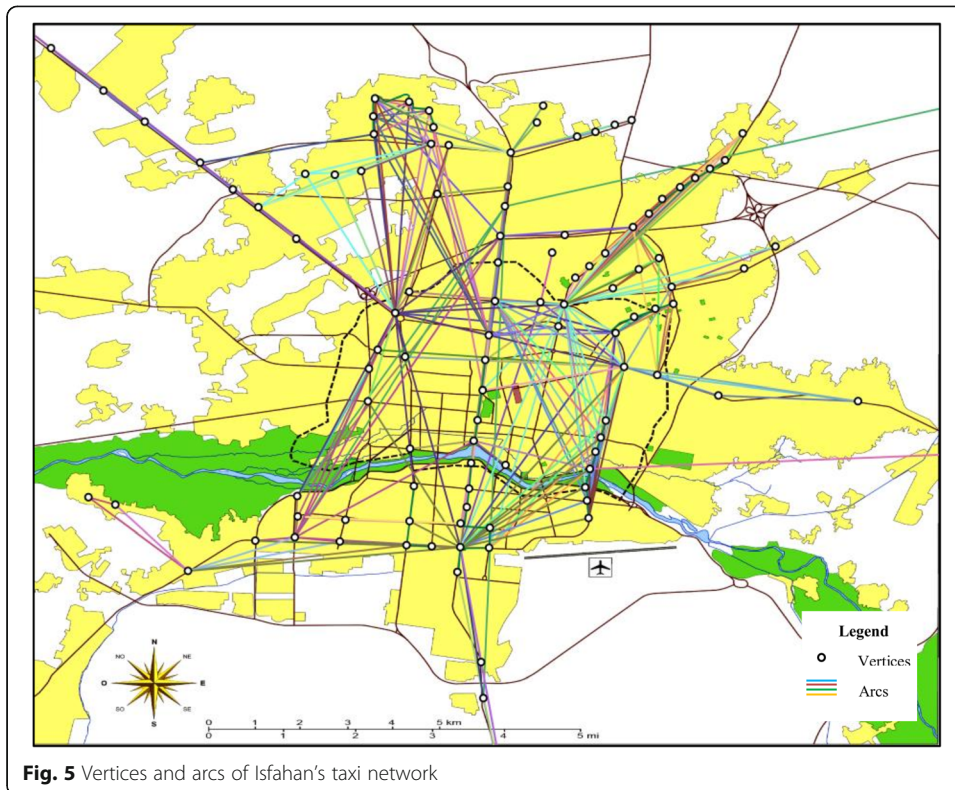 Legend
Vertices
Arcs
N
NO NE
O E
SO SE
S
0 1 2 3 4 5 km
0 1 2 3 4 5 mi
Fig. 5 Vertices and arcs of Isfahan's taxi network